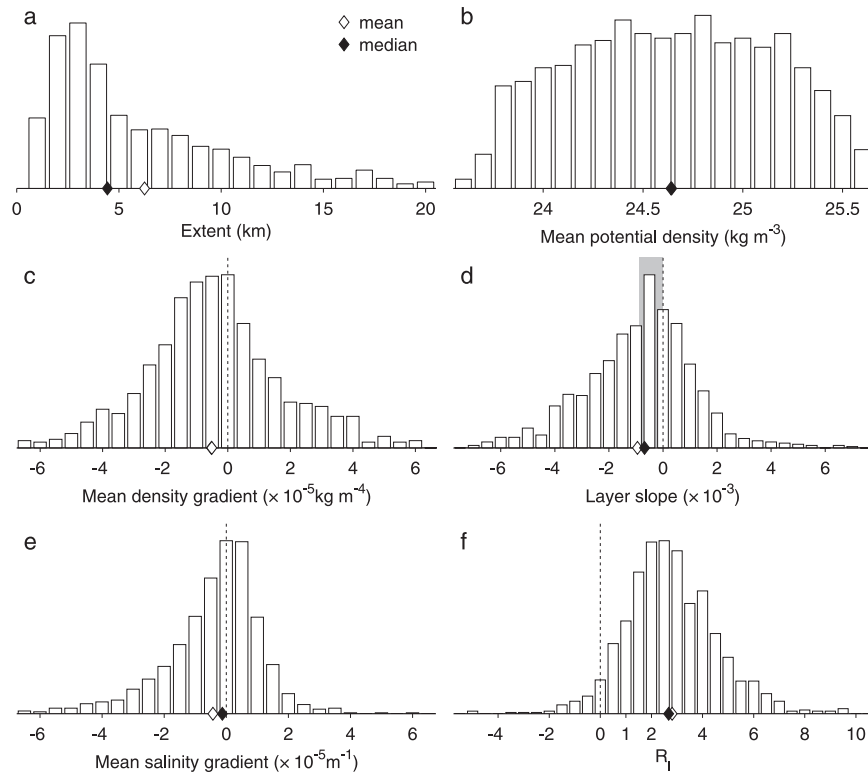 a
mean
median
b
0 5 10 15 20
Extent (km)
24 24.5 25 25.5
Mean potential density (kg m⁻³)
c
d
-6 -4 -2 0 2 4 6
Mean density gradient (× 10⁻⁵kg m⁻⁴)
-6 -4 -2 0 2 4 6
Layer slope (× 10⁻³)
e
f
-6 -4 -2 0 2 4 6
Mean salinity gradient (× 10⁻⁵m⁻¹)
-4 -2 0 1 2 4 6 8 10
R_l